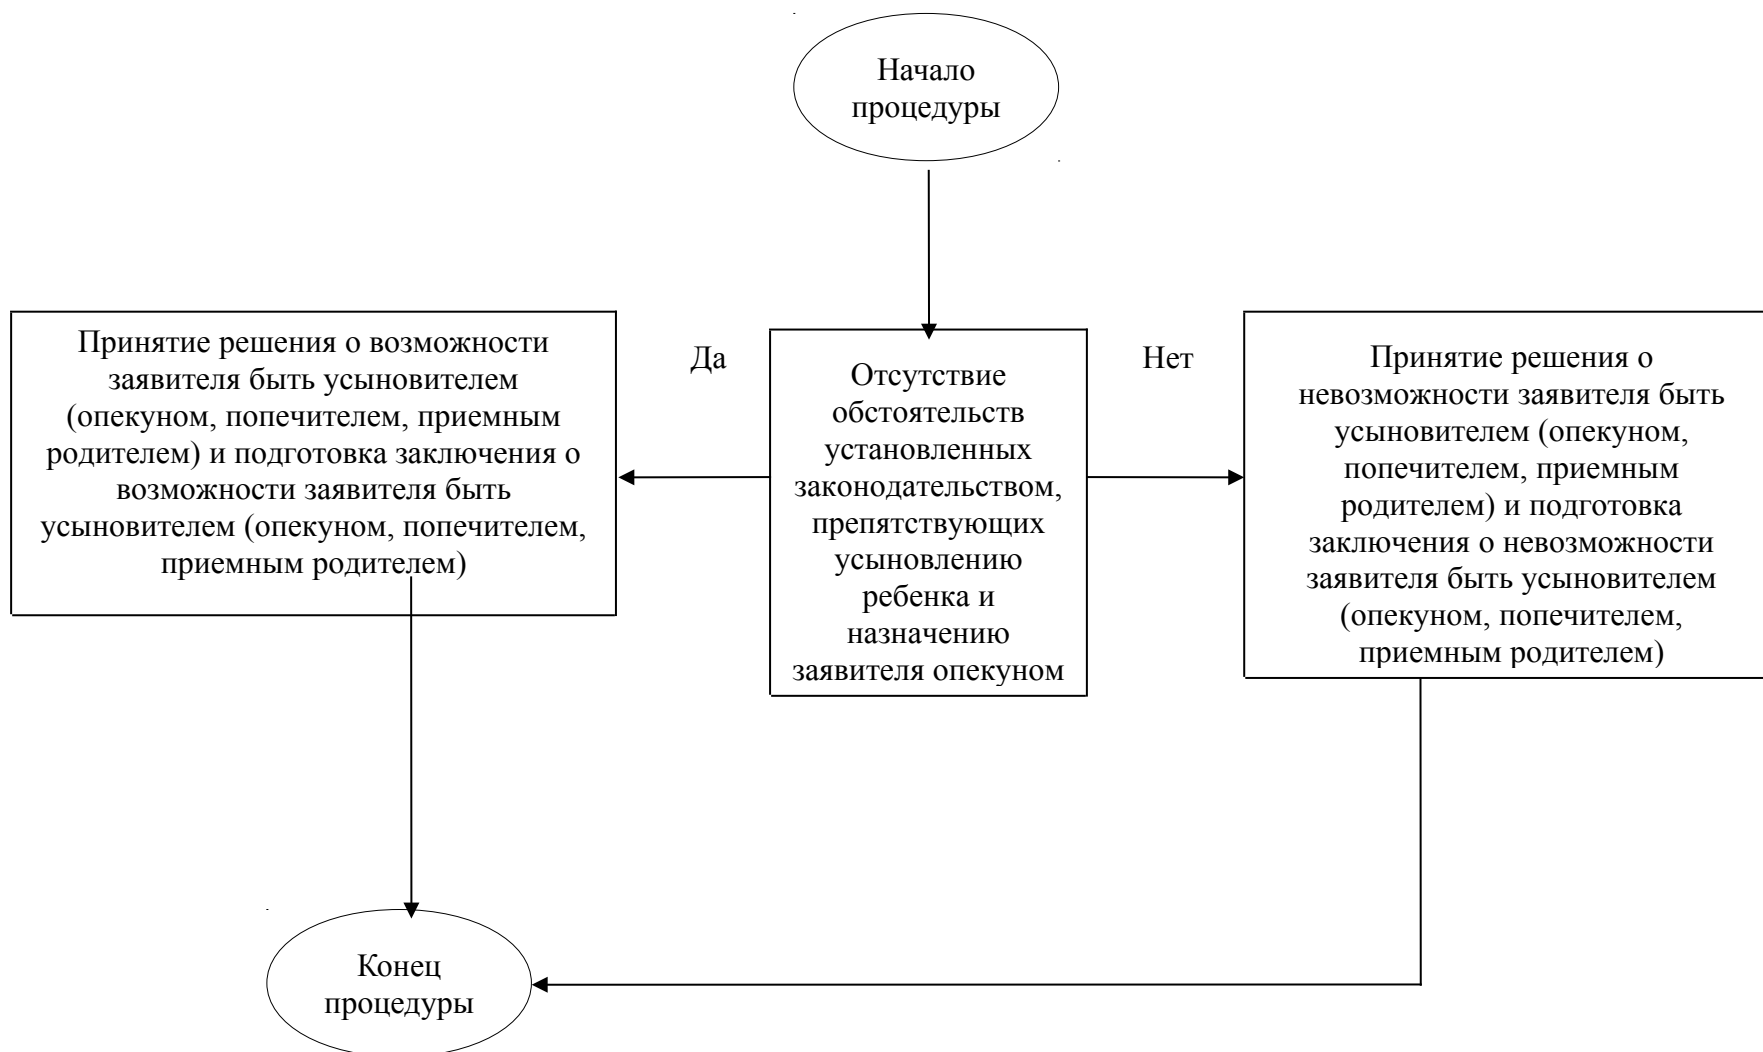 Начало
процедуры
Принятие решения о возможности
заявителя быть усыновителем
(опекуном, попечителем, приемным
родителем) и подготовка заключения о
возможности заявителя быть
усыновителем (опекуном, попечителем,
приемным родителем)
Да
Отсутствие
обстоятельств
установленных
законодательством,
препятствующих
усыновлению
ребенка и
назначению
заявителя опекуном
Нет
Принятие решения о
невозможности заявителя быть
усыновителем (опекуном,
попечителем, приемным
родителем) и подготовка
заключения о невозможности
заявителя быть усыновителем
(опекуном, попечителем,
приемным родителем)
Конец
процедуры